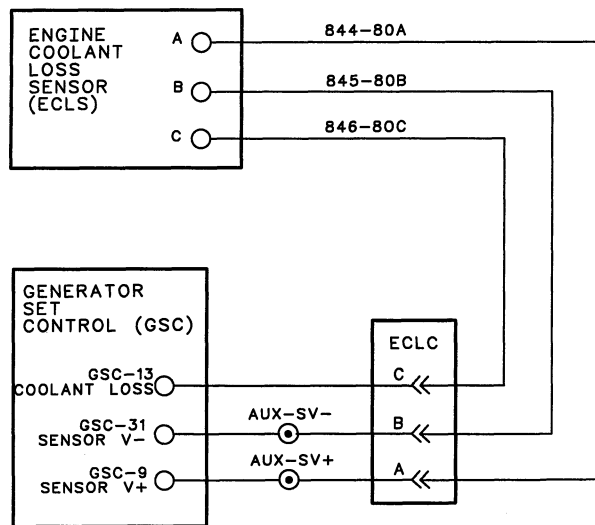 ENGINE
COOLANT
LOSS
SENSOR
(ECLS)
A
844-80A
B
845-80B
C
846-80C
GENERATOR
SET
CONTROL (GSC)
ECLC
GSC-13
COOLANT LOSS
C
GSC-31
SENSOR V-
AUX-SV-
B
GSC-9
SENSOR V+
AUX-SV+
A